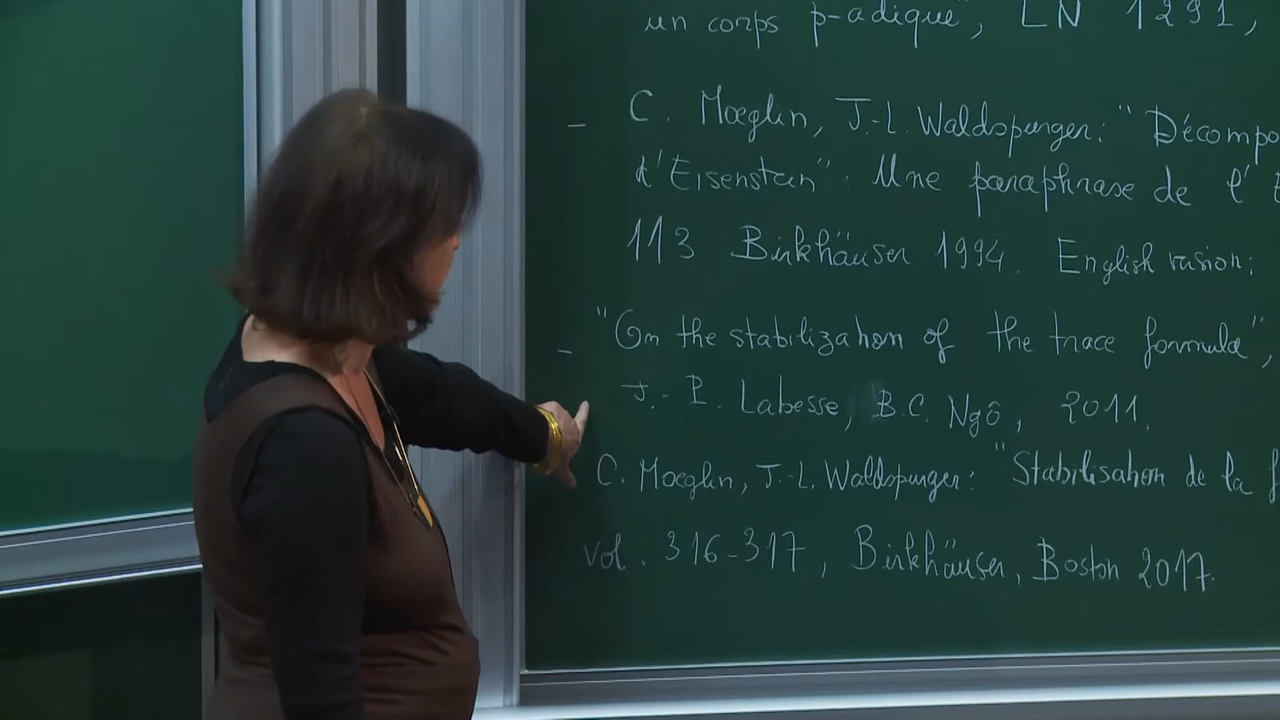 un corps p-adique", LN 1291,
– C. Mœglin, J.-L. Waldspurger: "Décompo
d'Eisenstein". Une paraphrase de l'
113 Birkhäuser 1994. English version:
– "On the stabilization of the trace formula",
J.-P. Labesse, B.C. Ngô, 2011.
C. Moeglin, J.-L. Waldspurger: "Stabilisation de la f
vol. 316-317, Birkhäuser, Boston 2017.